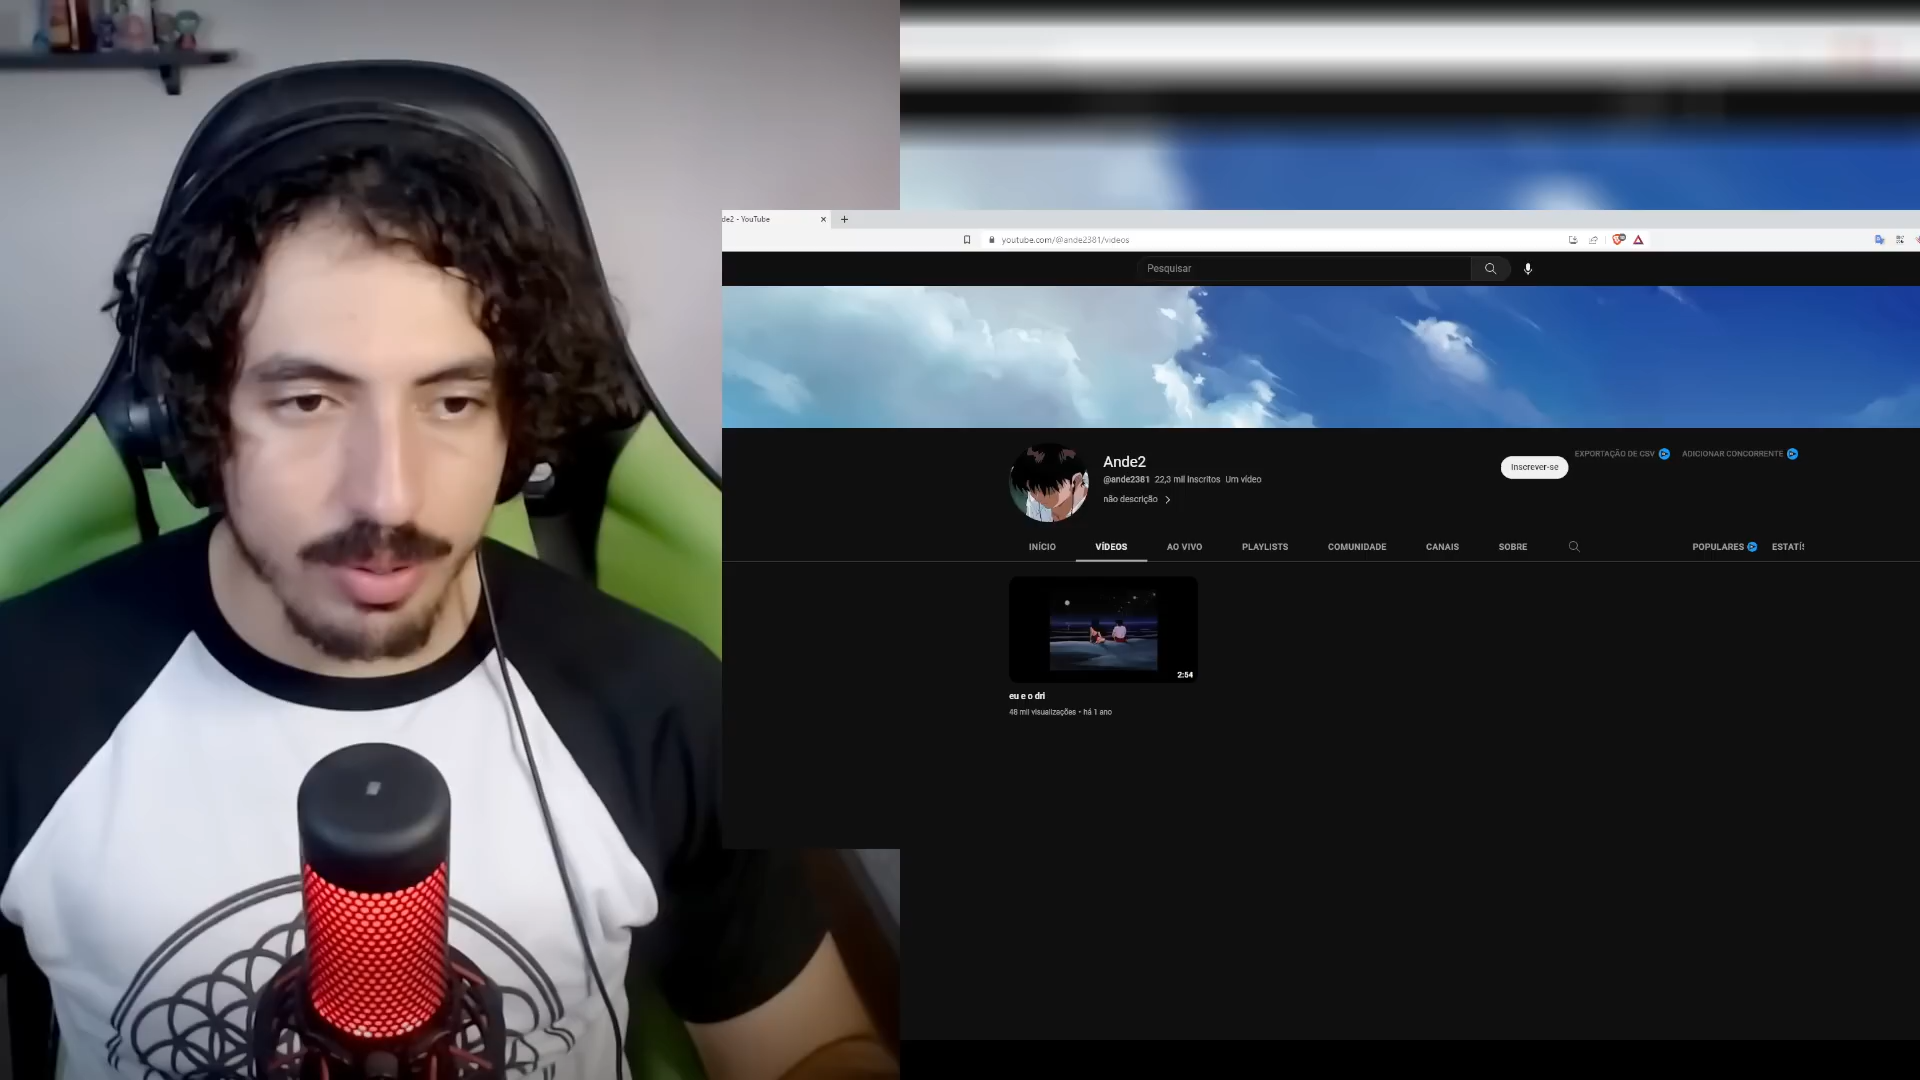 de2 - YouTube
youtube.com/@ande2381/videos
Pesquisar
Ande2
@ande2381 22,3 mil inscritos Um vídeo
não descrição
Inscrever-se
EXPORTAÇÃO DE CSV
ADICIONAR CONCORRENTE
INÍCIO
VÍDEOS
AO VIVO
PLAYLISTS
COMUNIDADE
CANAIS
SOBRE
POPULARES
ESTATÍS
2:54
eu e o dri
48 mil visualizações • há 1 ano